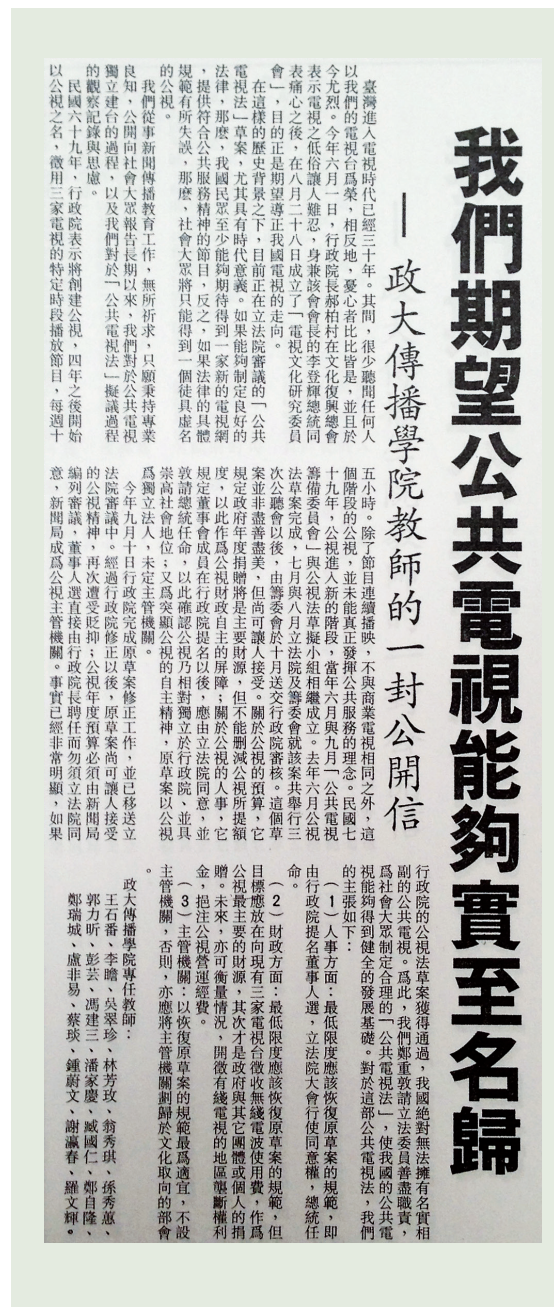 我們期望公共電視能夠實至名歸
——政大傳播學院教師的一封公開信
臺灣進入電視時代已經三十年。其間，很少聽聞任何人
以我們的電視台爲榮，相反地，憂心者比比皆是，並且於
今尤烈。今年六月一日，行政院長郝柏村在文化復興總會
表示電視之低俗讓人難忍，身兼該會會長的李登輝總統同
表痛心之後，在八月二十八日成立了「電視文化研究委員
會」，目的正是期望導正我國電視的走向。
在這樣的歷史背景之下，目前正在立法院審議的「公共
電視法」草案，尤其具有時代意義。如果能夠制定良好的
法律，那麽，我國民眾至少能夠期待得到一家新的電視網
，提供符合公共服務精神的節目，反之，如果法律的具體
規範有所失誤，那麽，社會大眾將只能得到一個徒具虛名
的公視。
我們從事新聞傳播教育工作，無所祈求，只願秉持專業
良知，公開向社會大眾報告長期以來，我們對於公共電視
獨立建台的過程，以及我們對於「公共電視法」擬議過程
的觀察記錄與思慮。
民國六十九年，行政院表示將創建公視，四年之後開始
以公視之名，徵用三家電視的特定時段播放節目，每週十
五小時。除了節目連續播映，不與商業電視相同之外，這
個階段的公視，並未能真正發揮公共服務的理念。民國七
十九年，公視進入新的階段，當年六月與九月「公共電視
籌備委員會」與公視法草擬小組相繼成立。去年六月公視
法草案完成，七月與八月立法院及籌委會就該案共舉行三
次公聽會以後，由籌委會於十月送交行政院審核。這個草
案並非盡善盡美，但尚可讓人接受。關於公視的預算，它
規定政府年度捐贈將是主要財源，但不能刪減公視所提額
度，以此作爲公視財政自主的屏障；關於公視的人事，它
規定董事會成員在行政院提名以後，應由立法院同意，並
敦請總統任命，以此確認公視乃相對獨立於行政院、並具
崇高社會地位；又爲突顯公視的自主精神，原草案以公視
爲獨立法人，未定主管機關。
今年九月十日行政院完成原草案修正工作，並已移送立
法院審議中。經過行政院修正以後，原草案尚可讓人接受
的公視精神，再次遭受貶抑；公視年度預算必須由新聞局
編列審議，董事人選直接由行政院長聘任而勿須立法院同
意，新聞局成爲公視主管機關。事實已經非常明顯，如果
行政院的公視法草案獲得通過，我國絕對無法擁有名實相
副的公共電視。爲此，我們鄭重敦請立法委員善盡職責，
爲社會大眾制定合理的「公共電視法」，使我國的公共電
視能夠得到健全的發展基礎。對於這部公共電視法，我們
的主張如下：
（1）人事方面：最低限度應該恢復原草案的規範，即
由行政院提名董事人選，立法院大會行使同意權，總統任
命。
（2）財政方面：最低限度應該恢復原草案的規範，但
目標應放在向現有三家電視台徵收無綫電波使用費，作爲
公視最主要的財源，其次才是政府與其它團體或個人的捐
贈。未來，亦可衡量情況，開徵有綫電視的地區壟斷權利
金，挹注公視營運經費。
（3）主管機關：以恢復原草案的規範最爲適宜，不設
主管機關，否則，亦應將主管機關劃歸於文化取向的部會
。
政大傳播學院專任教師：
王石番、李瞻、吳翠珍、林芳玫、翁秀琪、孫秀蕙、
郭力昕、彭芸、馮建三、潘家慶、臧國仁、鄭自隆、
鄭瑞城、盧非易、蔡琰、鍾蔚文、謝瀛春、羅文輝。